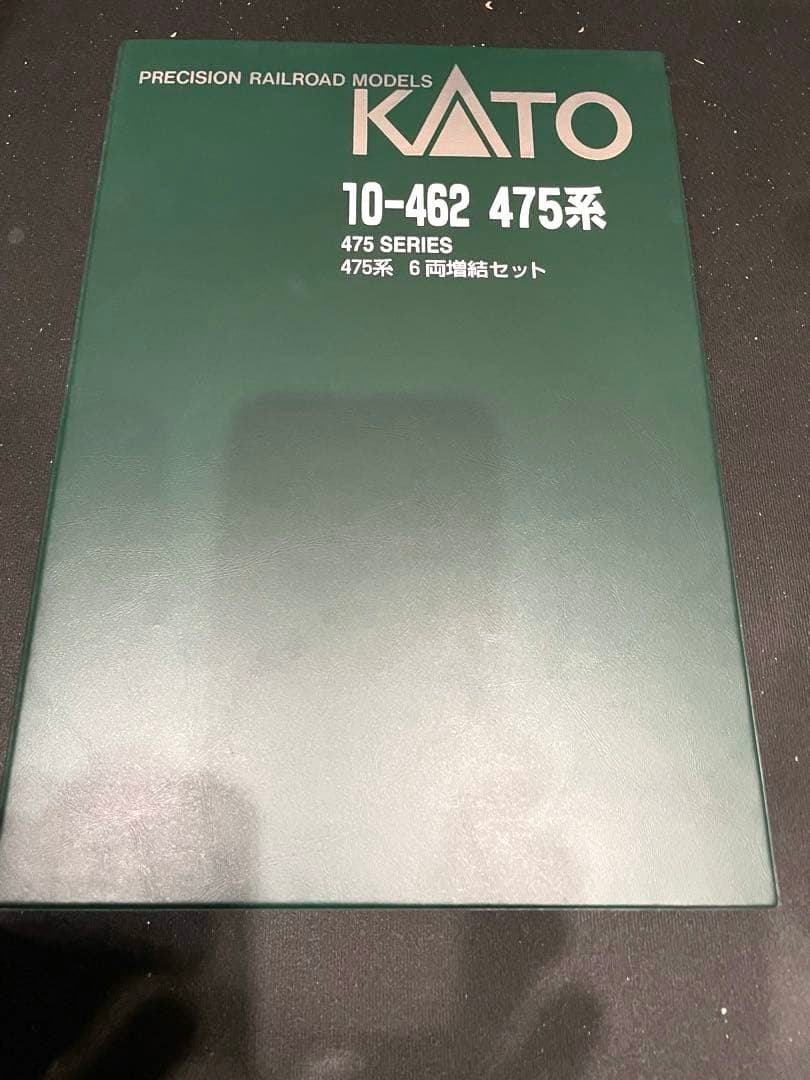 PRECISION RAILROAD MODELS
KATO
10-462 475系
475 SERIES
475系 6両増結セット